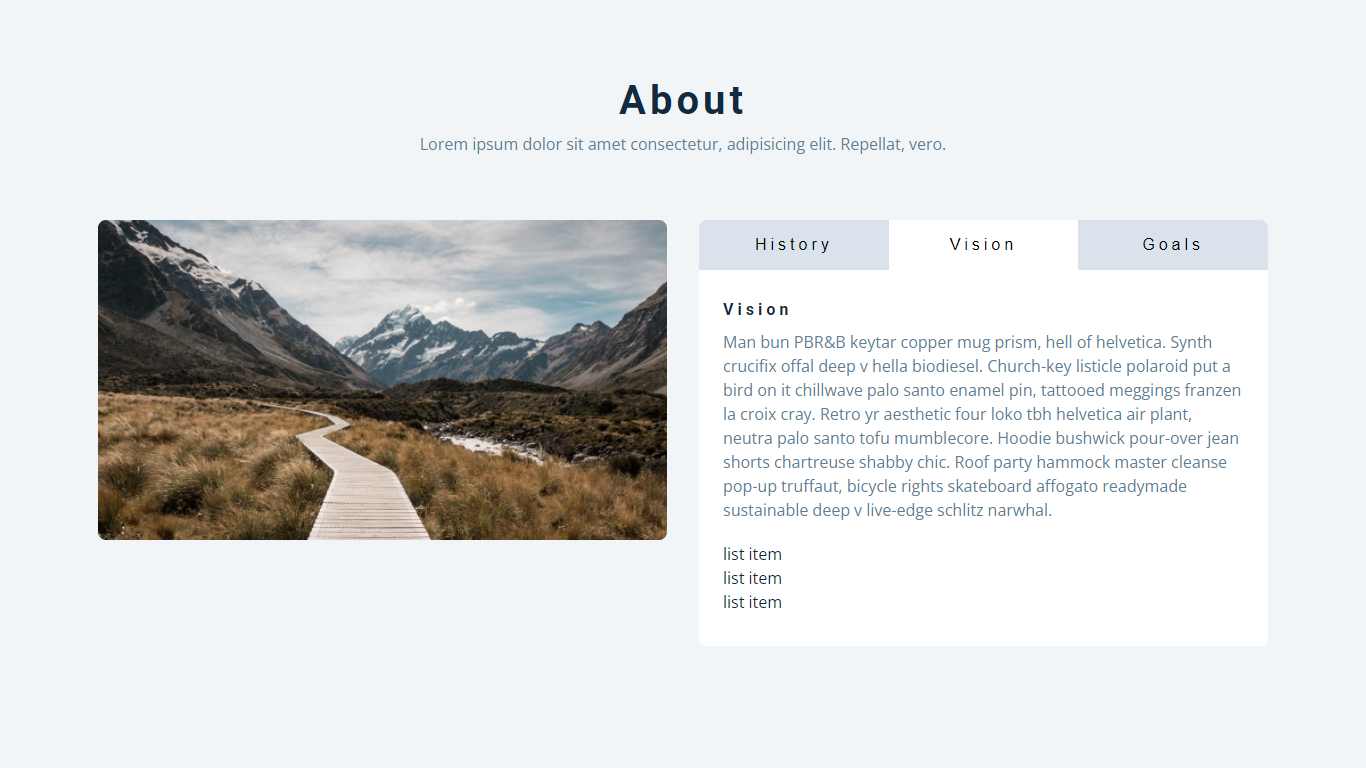 About
Lorem ipsum dolor sit amet consectetur, adipisicing elit. Repellat, vero.
History
Vision
Goals
Vision
Man bun PBR&B keytar copper mug prism, hell of helvetica. Synth
crucifix offal deep v hella biodiesel. Church-key listicle polaroid put a
bird on it chillwave palo santo enamel pin, tattooed meggings franzen
la croix cray. Retro yr aesthetic four loko tbh helvetica air plant,
neutra palo santo tofu mumblecore. Hoodie bushwick pour-over jean
shorts chartreuse shabby chic. Roof party hammock master cleanse
pop-up truffaut, bicycle rights skateboard affogato readymade
sustainable deep v live-edge schlitz narwhal.
list item
list item
list item